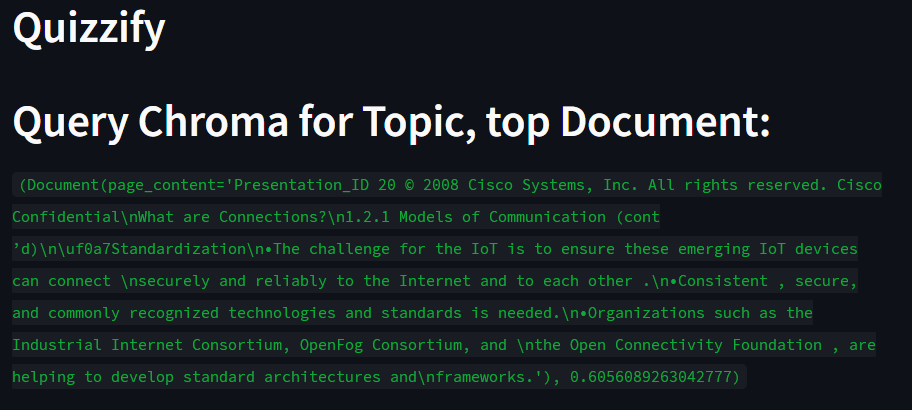 Quizzify
Query Chroma for Topic, top Document:
(Document(page_content='Presentation_ID 20 © 2008 Cisco Systems, Inc. All rights reserved. Cisco
Confidential\nWhat are Connections?\n1.2.1 Models of Communication (cont
’d)\n\uf0a7Standardization\n•The challenge for the IoT is to ensure these emerging IoT devices
can connect \nsecurely and reliably to the Internet and to each other .\n•Consistent , secure,
and commonly recognized technologies and standards is needed.\n•Organizations such as the
Industrial Internet Consortium, OpenFog Consortium, and \nthe Open Connectivity Foundation , are
helping to develop standard architectures and\nframeworks.'), 0.6056089263042777)